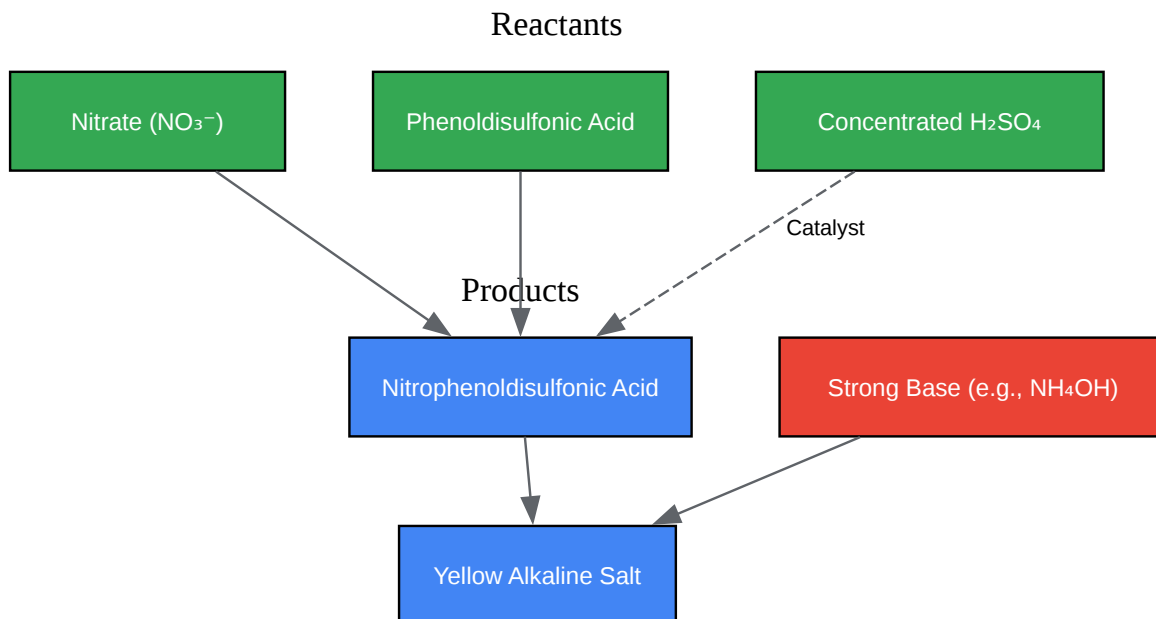 Reactants
Nitrate (NO₃⁻)
Phenoldisulfonic Acid
Concentrated H₂SO₄
Catalyst
Products
Nitrophenoldisulfonic Acid
Strong Base (e.g., NH₄OH)
Yellow Alkaline Salt